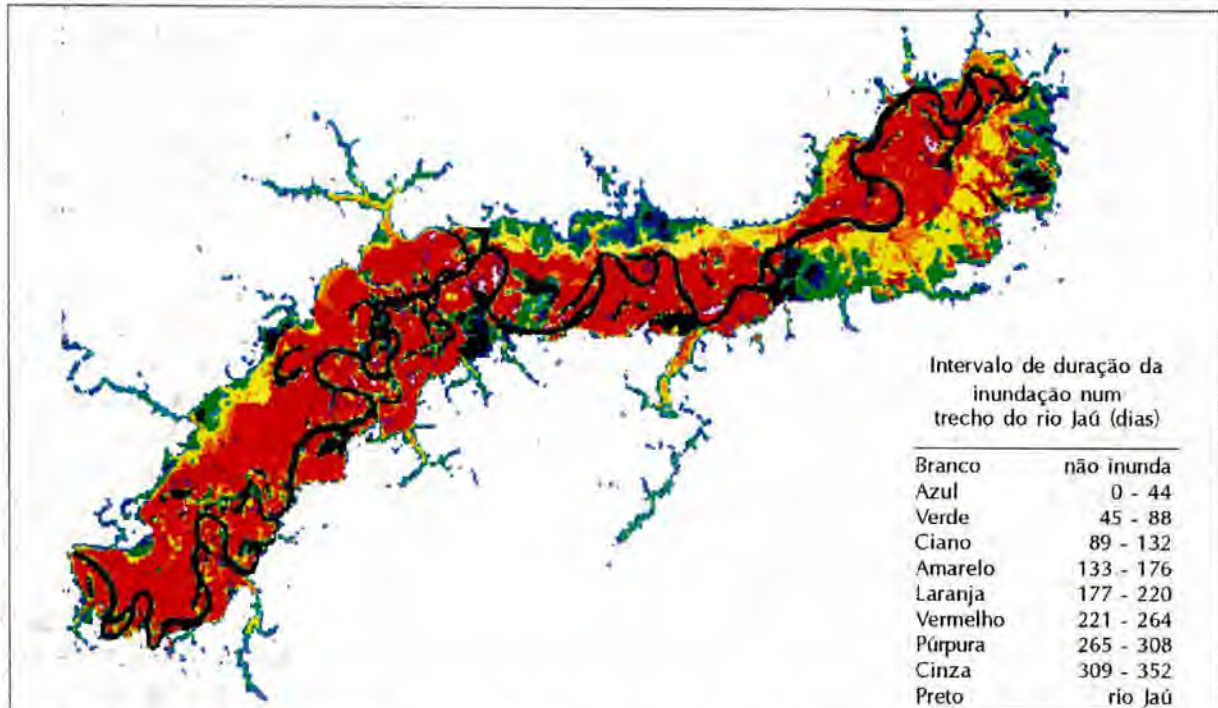 Intervalo de duração da
inundação num
trecho do rio Jaú (dias)
Branco não inunda
Azul 0 - 44
Verde 45 - 88
Ciano 89 - 132
Amarelo 133 - 176
Laranja 177 - 220
Vermelho 221 - 264
Púrpura 265 - 308
Cinza 309 - 352
Preto rio Jaú